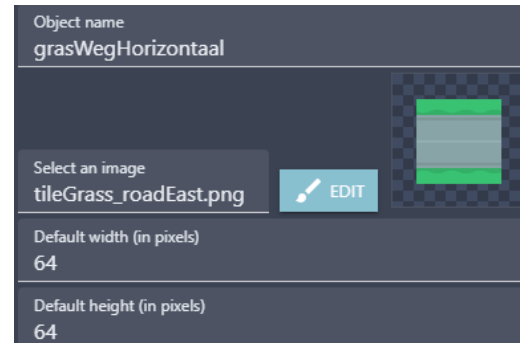 Object name
grasWegHorizontaal
Select an image
tileGrass_roadEast.png
EDIT
Default width (in pixels)
64
Default height (in pixels)
64